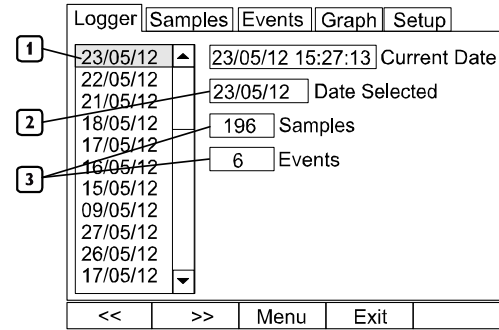 Logger Samples Events Graph Setup
1
23/05/12
22/05/12
21/05/12
18/05/12
17/05/12
16/05/12
15/05/12
09/05/12
27/05/12
26/05/12
17/05/12
23/05/12 15:27:13 Current Date
23/05/12 Date Selected
2
196 Samples
3
6 Events
<< >> Menu Exit